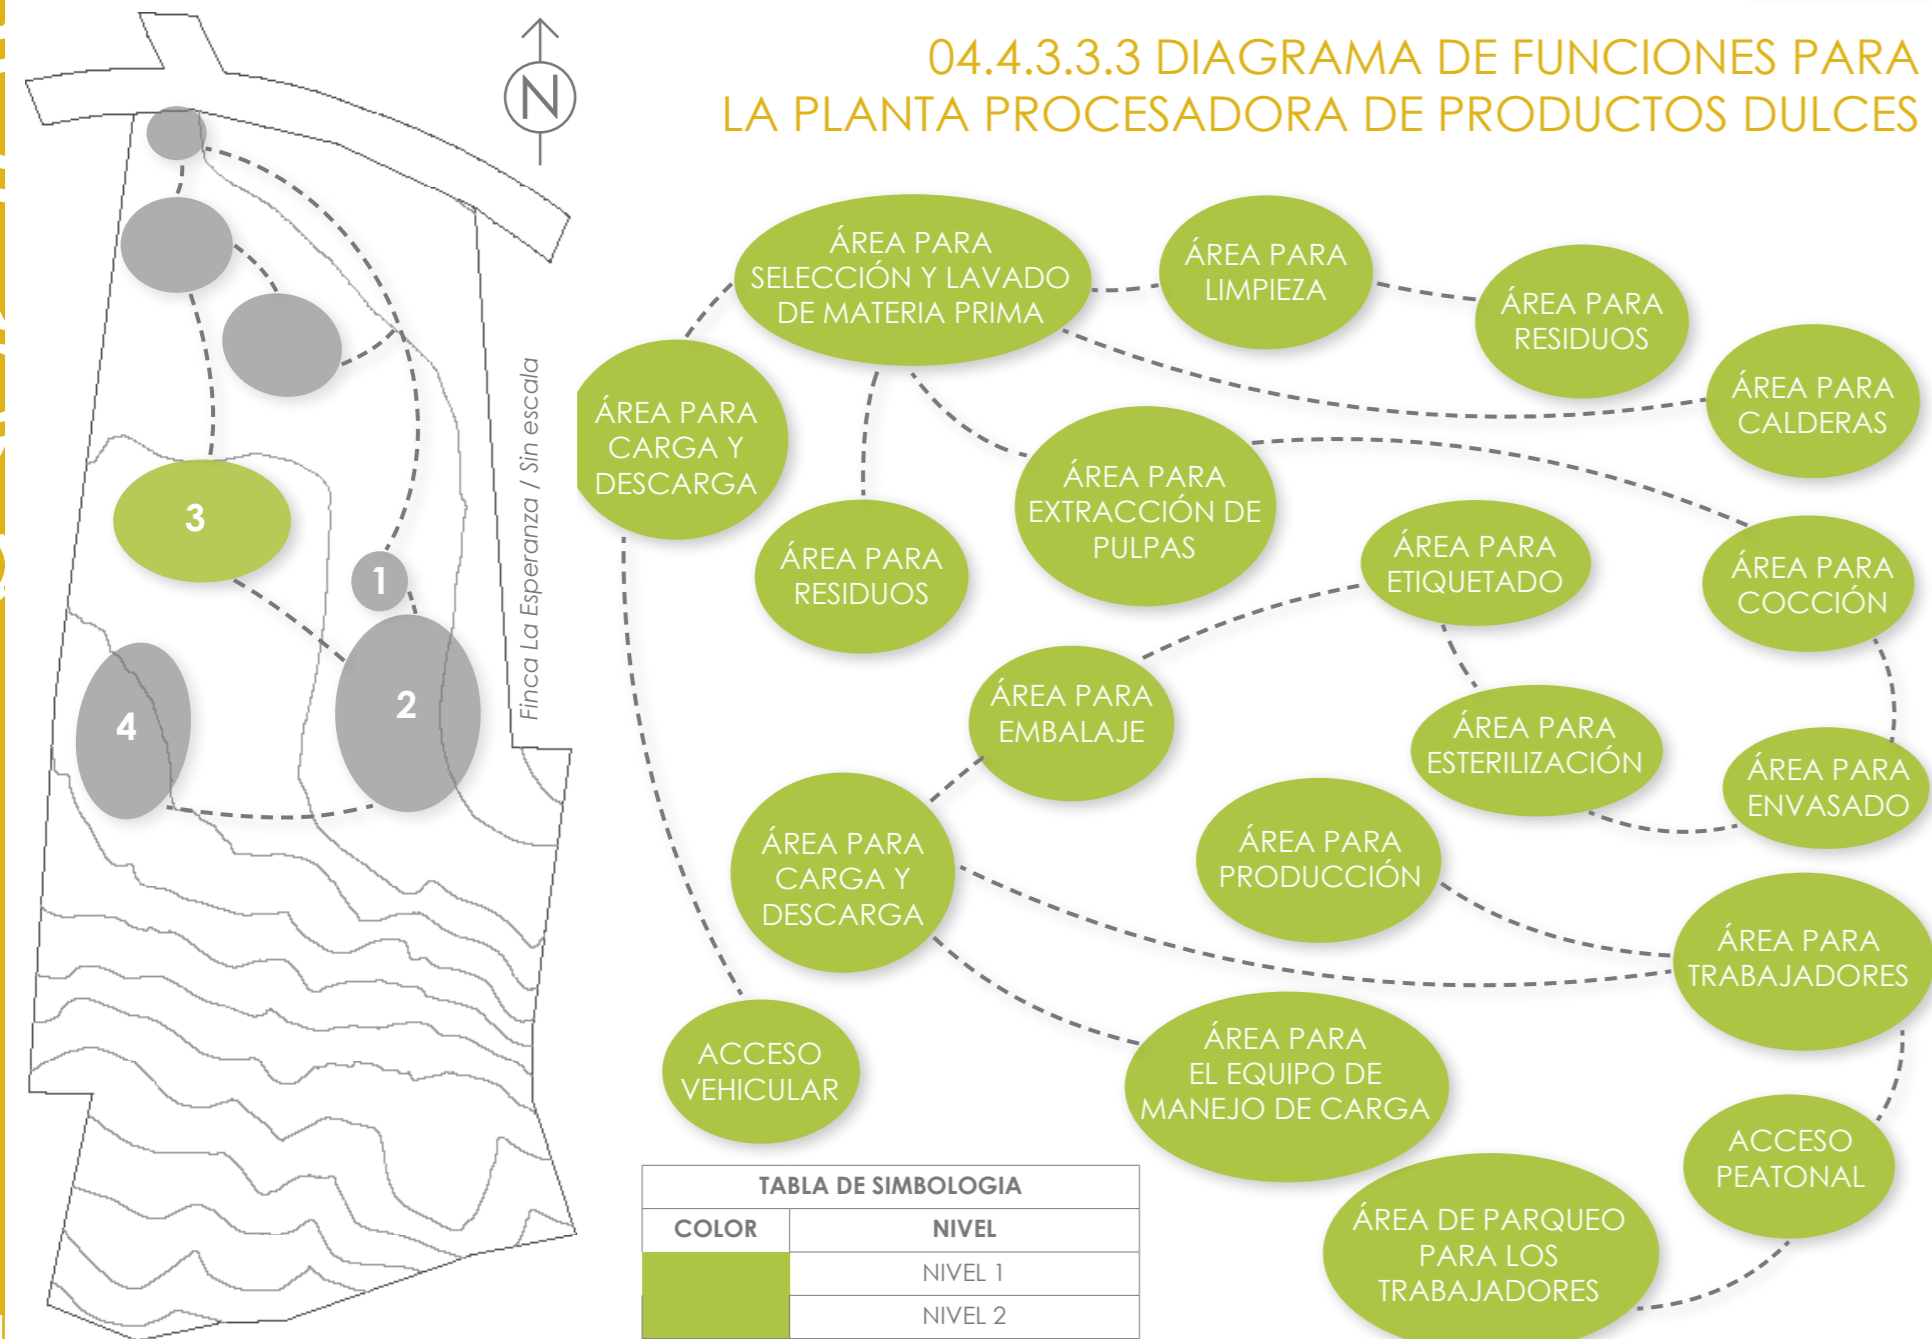 04.4.3.3.3 DIAGRAMA DE FUNCIONES PARA
LA PLANTA PROCESADORA DE PRODUCTOS DULCES
N
Finca La Esperanza / Sin escala
3
1
2
4
ÁREA PARA
SELECCIÓN Y LAVADO
DE MATERIA PRIMA
ÁREA PARA
LIMPIEZA
ÁREA PARA
RESIDUOS
ÁREA PARA
CALDERAS
ÁREA PARA
CARGA Y
DESCARGA
ÁREA PARA
RESIDUOS
ÁREA PARA
EXTRACCIÓN DE
PULPAS
ÁREA PARA
ETIQUETADO
ÁREA PARA
COCCIÓN
ÁREA PARA
EMBALAJE
ÁREA PARA
ESTERILIZACIÓN
ÁREA PARA
ENVASADO
ÁREA PARA
CARGA Y
DESCARGA
ÁREA PARA
PRODUCCIÓN
ÁREA PARA
TRABAJADORES
ACCESO
VEHICULAR
ÁREA PARA
EL EQUIPO DE
MANEJO DE CARGA
ACCESO
PEATONAL
ÁREA DE PARQUEO
PARA LOS
TRABAJADORES
TABLA DE SIMBOLOGIA
COLOR NIVEL
NIVEL 1
NIVEL 2